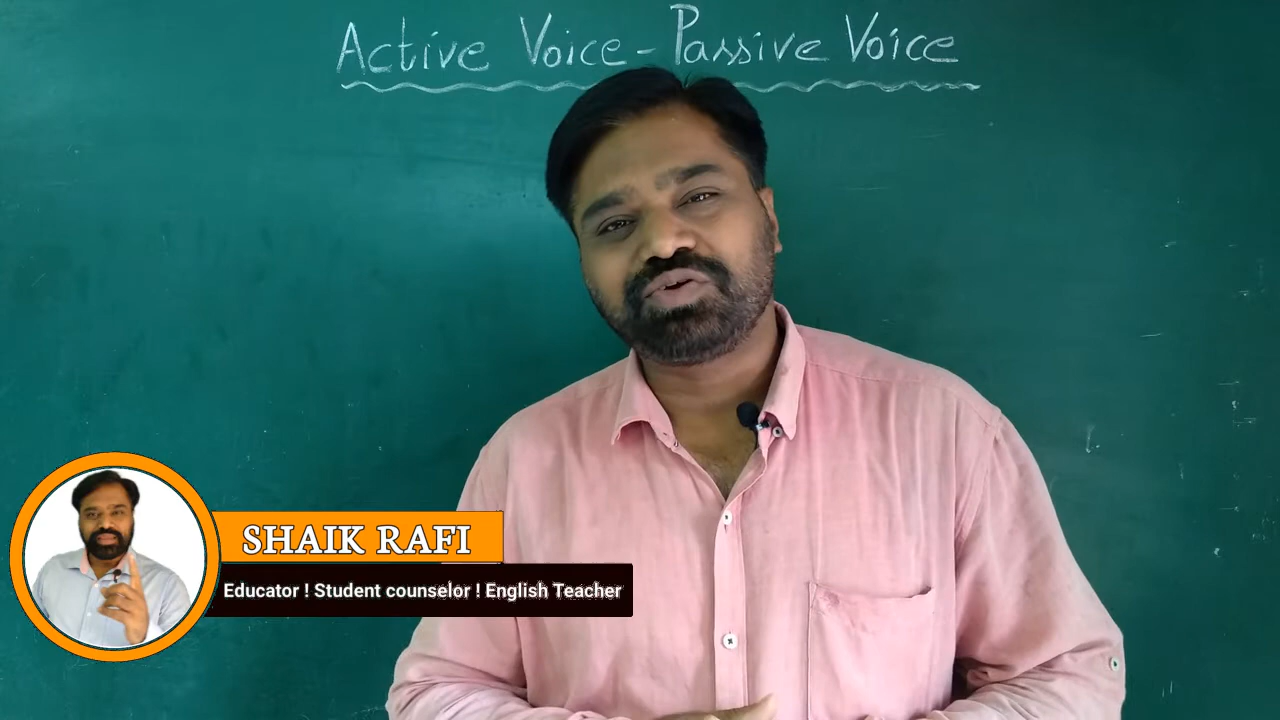 Active Voice - Passive Voice
SHAIK RAFI
Educator ! Student counselor ! English Teacher